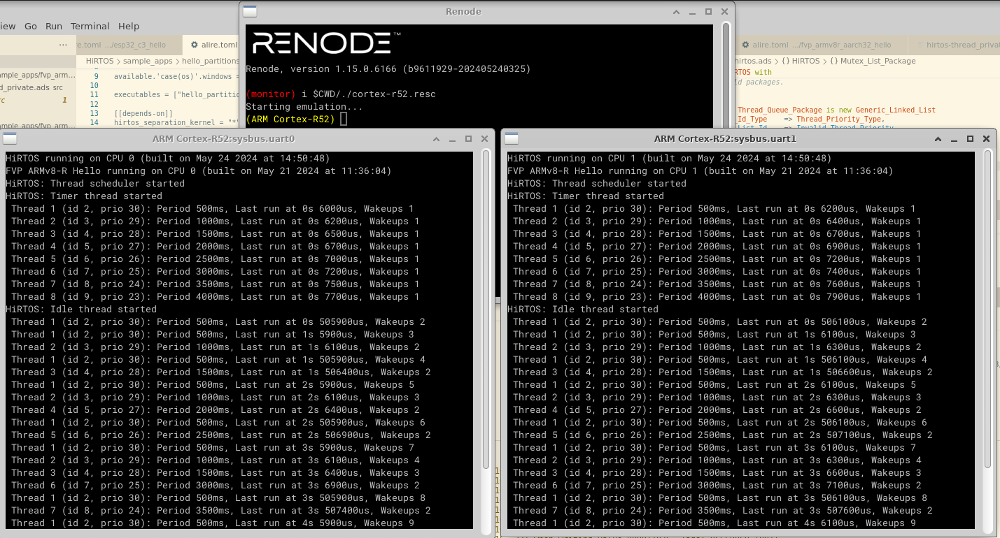 Renode
iew Go Run Terminal Help
re.toml .../esp32_c3_hello
alire.toml
alire.toml .../fvp_armv8r_aarch32_hello
hirtos-thread_privat
HiRTOS > sample_apps > hello_partitions
hirtos.ads > {} HiRTOS > {} Mutex_List_Package
ample_apps/fvp_arm...
d_private.ads src
rc 1
ample_apps/fvp_arm...
9 available.'case(os)'.windows =
10
11 executables = ["hello_partitio
12
13 [[depends-on]]
14 hirtos_separation_kernel = "*"
RTOS with
ld packages.
Thread_Queue_Package is new Generic_Linked_List
_Id_Type => Thread_Priority_Type,
RENODE™
Renode, version 1.15.0.6166 (b9611929-202405240325)
(monitor) i $CWD/./cortex-r52.resc
Starting emulation...
(ARM Cortex-R52)
ARM Cortex-R52:sysbus.uart0
HiRTOS running on CPU 0 (built on May 24 2024 at 14:50:48)
FVP ARMv8-R Hello running on CPU 0 (built on May 21 2024 at 11:36:04)
HiRTOS: Thread scheduler started
HiRTOS: Timer thread started
Thread 1 (id 2, prio 30): Period 500ms, Last run at 0s 6000us, Wakeups 1
Thread 2 (id 3, prio 29): Period 1000ms, Last run at 0s 6200us, Wakeups 1
Thread 3 (id 4, prio 28): Period 1500ms, Last run at 0s 6500us, Wakeups 1
Thread 4 (id 5, prio 27): Period 2000ms, Last run at 0s 6700us, Wakeups 1
Thread 5 (id 6, prio 26): Period 2500ms, Last run at 0s 7000us, Wakeups 1
Thread 6 (id 7, prio 25): Period 3000ms, Last run at 0s 7200us, Wakeups 1
Thread 7 (id 8, prio 24): Period 3500ms, Last run at 0s 7500us, Wakeups 1
Thread 8 (id 9, prio 23): Period 4000ms, Last run at 0s 7700us, Wakeups 1
HiRTOS: Idle thread started
Thread 1 (id 2, prio 30): Period 500ms, Last run at 0s 505900us, Wakeups 2
Thread 1 (id 2, prio 30): Period 500ms, Last run at 1s 5900us, Wakeups 3
Thread 2 (id 3, prio 29): Period 1000ms, Last run at 1s 6100us, Wakeups 2
Thread 1 (id 2, prio 30): Period 500ms, Last run at 1s 505900us, Wakeups 4
Thread 3 (id 4, prio 28): Period 1500ms, Last run at 1s 506400us, Wakeups 2
Thread 1 (id 2, prio 30): Period 500ms, Last run at 2s 5900us, Wakeups 5
Thread 2 (id 3, prio 29): Period 1000ms, Last run at 2s 6100us, Wakeups 3
Thread 4 (id 5, prio 27): Period 2000ms, Last run at 2s 6400us, Wakeups 2
Thread 1 (id 2, prio 30): Period 500ms, Last run at 2s 505900us, Wakeups 6
Thread 5 (id 6, prio 26): Period 2500ms, Last run at 2s 506900us, Wakeups 2
Thread 1 (id 2, prio 30): Period 500ms, Last run at 3s 5900us, Wakeups 7
Thread 2 (id 3, prio 29): Period 1000ms, Last run at 3s 6100us, Wakeups 4
Thread 3 (id 4, prio 28): Period 1500ms, Last run at 3s 6400us, Wakeups 3
Thread 6 (id 7, prio 25): Period 3000ms, Last run at 3s 6900us, Wakeups 2
Thread 1 (id 2, prio 30): Period 500ms, Last run at 3s 505900us, Wakeups 8
Thread 7 (id 8, prio 24): Period 3500ms, Last run at 3s 507400us, Wakeups 2
Thread 1 (id 2, prio 30): Period 500ms, Last run at 4s 5900us, Wakeups 9
ARM Cortex-R52:sysbus.uart1
HiRTOS running on CPU 1 (built on May 24 2024 at 14:50:48)
FVP ARMv8-R Hello running on CPU 1 (built on May 21 2024 at 11:36:04)
HiRTOS: Thread scheduler started
HiRTOS: Timer thread started
Thread 1 (id 2, prio 30): Period 500ms, Last run at 0s 6200us, Wakeups 1
Thread 2 (id 3, prio 29): Period 1000ms, Last run at 0s 6400us, Wakeups 1
Thread 3 (id 4, prio 28): Period 1500ms, Last run at 0s 6700us, Wakeups 1
Thread 4 (id 5, prio 27): Period 2000ms, Last run at 0s 6900us, Wakeups 1
Thread 5 (id 6, prio 26): Period 2500ms, Last run at 0s 7200us, Wakeups 1
Thread 6 (id 7, prio 25): Period 3000ms, Last run at 0s 7400us, Wakeups 1
Thread 7 (id 8, prio 24): Period 3500ms, Last run at 0s 7600us, Wakeups 1
Thread 8 (id 9, prio 23): Period 4000ms, Last run at 0s 7900us, Wakeups 1
HiRTOS: Idle thread started
Thread 1 (id 2, prio 30): Period 500ms, Last run at 0s 506100us, Wakeups 2
Thread 1 (id 2, prio 30): Period 500ms, Last run at 1s 6100us, Wakeups 3
Thread 2 (id 3, prio 29): Period 1000ms, Last run at 1s 6300us, Wakeups 2
Thread 1 (id 2, prio 30): Period 500ms, Last run at 1s 506100us, Wakeups 4
Thread 3 (id 4, prio 28): Period 1500ms, Last run at 1s 506600us, Wakeups 2
Thread 1 (id 2, prio 30): Period 500ms, Last run at 2s 6100us, Wakeups 5
Thread 2 (id 3, prio 29): Period 1000ms, Last run at 2s 6300us, Wakeups 3
Thread 4 (id 5, prio 27): Period 2000ms, Last run at 2s 6600us, Wakeups 2
Thread 1 (id 2, prio 30): Period 500ms, Last run at 2s 506100us, Wakeups 6
Thread 5 (id 6, prio 26): Period 2500ms, Last run at 2s 507100us, Wakeups 2
Thread 1 (id 2, prio 30): Period 500ms, Last run at 3s 6100us, Wakeups 7
Thread 2 (id 3, prio 29): Period 1000ms, Last run at 3s 6300us, Wakeups 4
Thread 3 (id 4, prio 28): Period 1500ms, Last run at 3s 6600us, Wakeups 3
Thread 6 (id 7, prio 25): Period 3000ms, Last run at 3s 7100us, Wakeups 2
Thread 1 (id 2, prio 30): Period 500ms, Last run at 3s 506100us, Wakeups 8
Thread 7 (id 8, prio 24): Period 3500ms, Last run at 3s 507600us, Wakeups 2
Thread 1 (id 2, prio 30): Period 500ms, Last run at 4s 6100us, Wakeups 9